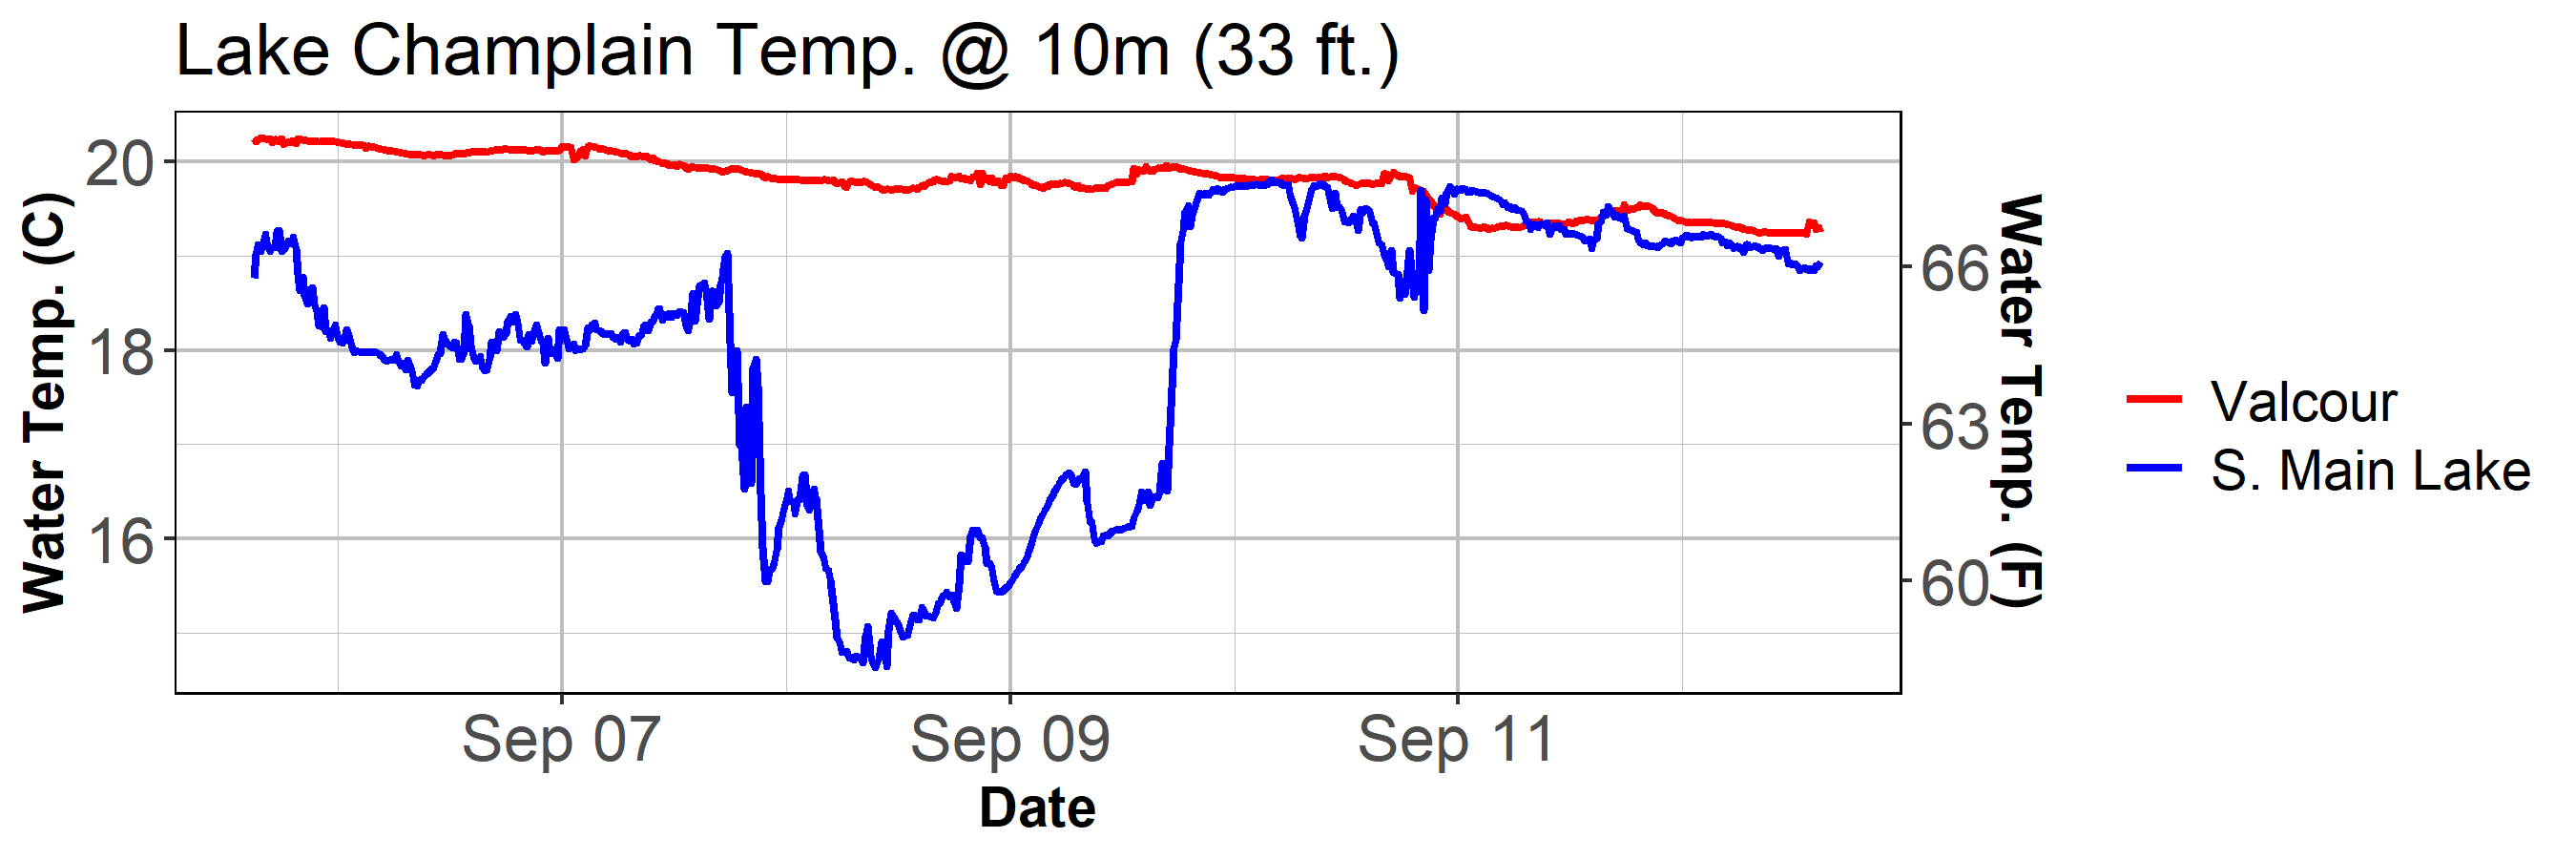 Lake Champlain Temp. @ 10m (33 ft.)
Water Temp. (C)
20
18
16
Water Temp. (F)
66
63
60
Sep 07
Sep 09
Sep 11
Date
Valcour
S. Main Lake